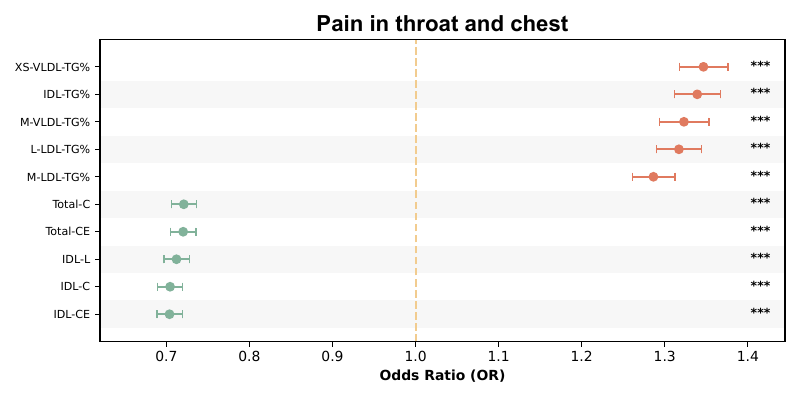 Pain in throat and chest
XS-VLDL-TG% ***
IDL-TG% ***
M-VLDL-TG% ***
L-LDL-TG% ***
M-LDL-TG% ***
Total-C ***
Total-CE ***
IDL-L ***
IDL-C ***
IDL-CE ***
0.7 0.8 0.9 1.0 1.1 1.2 1.3 1.4
Odds Ratio (OR)